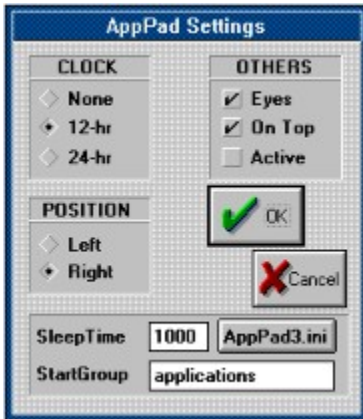 AppPad Settings
CLOCK
None
12-hr
24-hr
OTHERS
Eyes
On Top
Active
POSITION
Left
Right
OK
Cancel
SleepTime 1000 AppPad3.ini
StartGroup applications